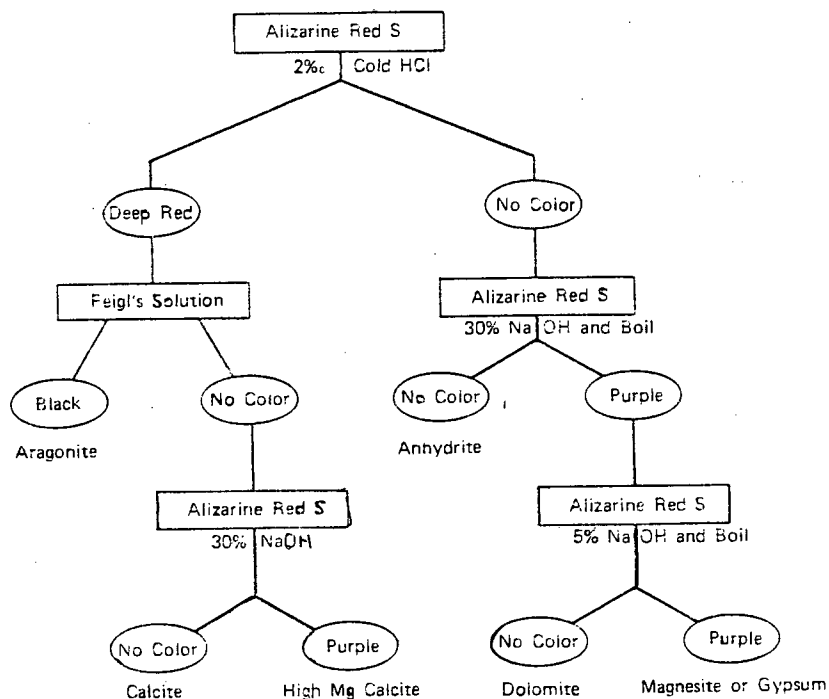 Alizarine Red S
2%c Cold HCl
Deep Red
No Color
Feigl's Solution
Alizarine Red S
30% NaOH and Boil
Black
No Color
No Color
Purple
Aragonite
Anhydrite
Alizarine Red S
30% NaOH
Alizarine Red S
5% NaOH and Boil
No Color
Purple
No Color
Purple
Calcite
High Mg Calcite
Dolomite
Magnesite or Gypsum